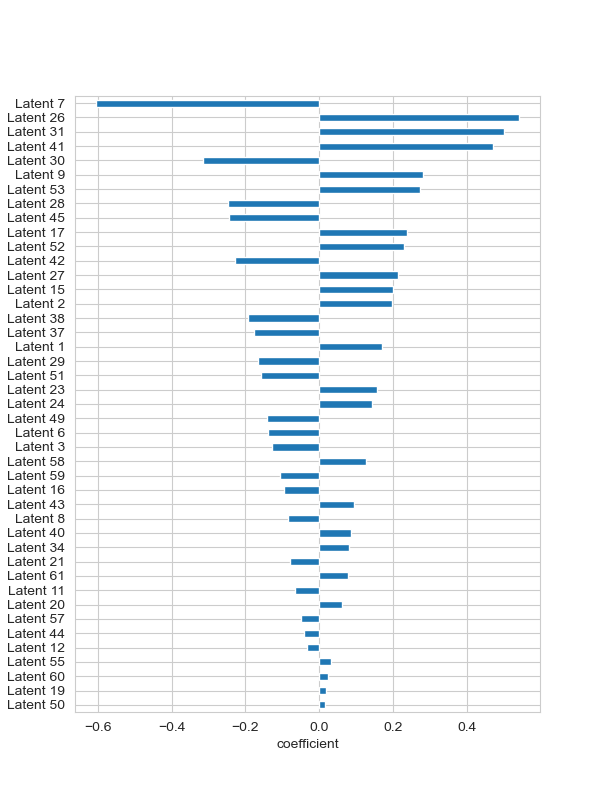 Latent 7
Latent 26
Latent 31
Latent 41
Latent 30
Latent 9
Latent 53
Latent 28
Latent 45
Latent 17
Latent 52
Latent 42
Latent 27
Latent 15
Latent 2
Latent 38
Latent 37
Latent 1
Latent 29
Latent 51
Latent 23
Latent 24
Latent 49
Latent 6
Latent 3
Latent 58
Latent 59
Latent 16
Latent 43
Latent 8
Latent 40
Latent 34
Latent 21
Latent 61
Latent 11
Latent 20
Latent 57
Latent 44
Latent 12
Latent 55
Latent 60
Latent 19
Latent 50
−0.6 −0.4 −0.2 0.0 0.2 0.4
coefficient